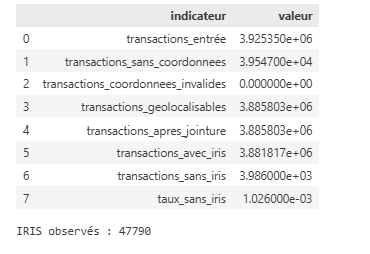 indicateur valeur
0 transactions_entrée 3.925350e+06
1 transactions_sans_coordonnees 3.954700e+04
2 transactions_coordonnees_invalides 0.000000e+00
3 transactions_geolocalisables 3.885803e+06
4 transactions_apres_jointure 3.885803e+06
5 transactions_avec_iris 3.881817e+06
6 transactions_sans_iris 3.986000e+03
7 taux_sans_iris 1.026000e-03
IRIS observés : 47790